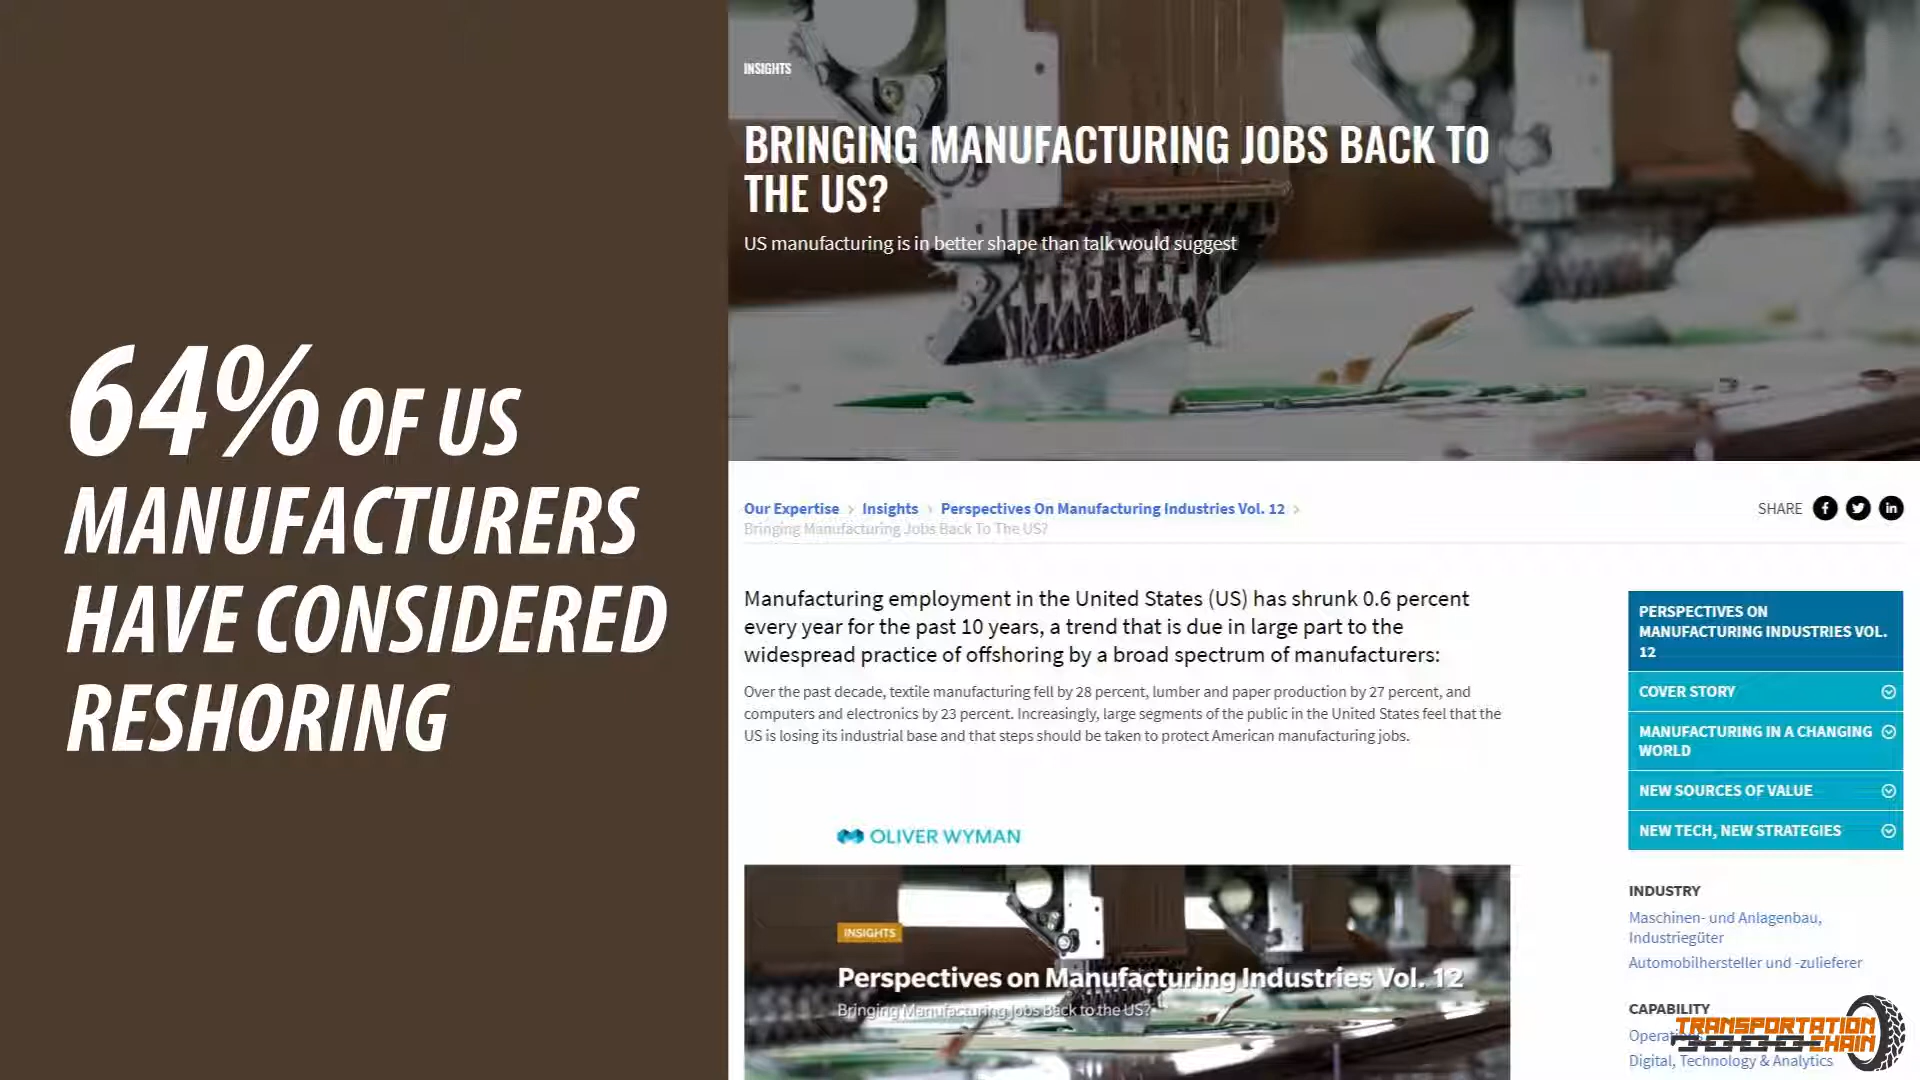 64% OF US
MANUFACTURERS
HAVE CONSIDERED
RESHORING
INSIGHTS
BRINGING MANUFACTURING JOBS BACK TO
THE US?
US manufacturing is in better shape than talk would suggest
Our Expertise > Insights > Perspectives On Manufacturing Industries Vol. 12 >
Bringing Manufacturing Jobs Back To The US?
SHARE
Manufacturing employment in the United States (US) has shrunk 0.6 percent
every year for the past 10 years, a trend that is due in large part to the
widespread practice of offshoring by a broad spectrum of manufacturers:
Over the past decade, textile manufacturing fell by 28 percent, lumber and paper production by 27 percent, and
computers and electronics by 23 percent. Increasingly, large segments of the public in the United States feel that the
US is losing its industrial base and that steps should be taken to protect American manufacturing jobs.
OLIVER WYMAN
INSIGHTS
Perspectives on Manufacturing Industries Vol. 12
Bringing Manufacturing Jobs Back to the US?
PERSPECTIVES ON
MANUFACTURING INDUSTRIES VOL.
12
COVER STORY
MANUFACTURING IN A CHANGING
WORLD
NEW SOURCES OF VALUE
NEW TECH, NEW STRATEGIES
INDUSTRY
Maschinen- und Anlagenbau,
Industriegüter
Automobilhersteller und -zulieferer
CAPABILITY
Digital, Technology & Analytics
TRANSPORTATION
CHAIN